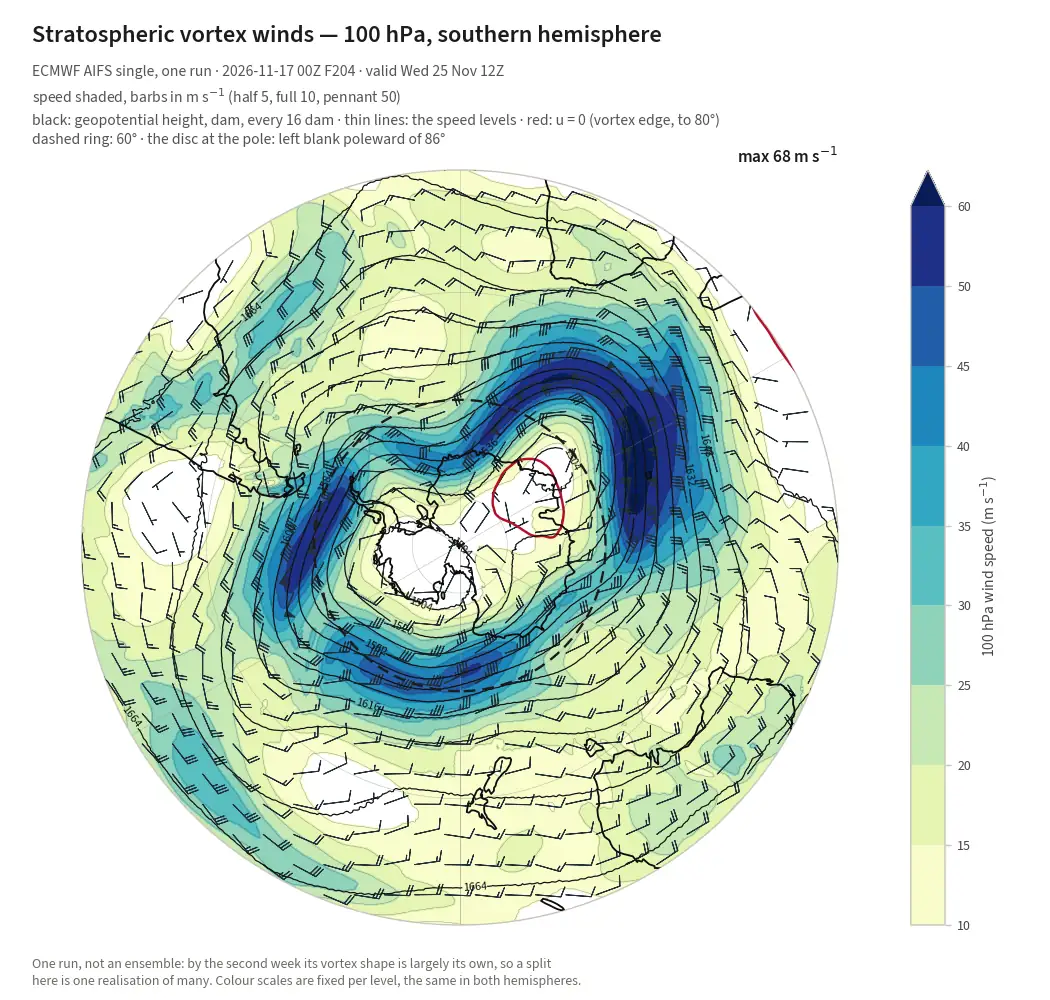 Stratospheric vortex winds — 100 hPa, southern hemisphere
ECMWF AIFS single, one run · 2026-11-17 00Z F204 · valid Wed 25 Nov 12Z
speed shaded, barbs in m s⁻¹ (half 5, full 10, pennant 50)
black: geopotential height, dam, every 16 dam · thin lines: the speed levels · red: u = 0 (vortex edge, to 80°)
dashed ring: 60° · the disc at the pole: left blank poleward of 86°
max 68 m s⁻¹
60
50
45
40
35
30
25
20
15
10
100 hPa wind speed (m s⁻¹)
1664
1632
1504
1616
1664
1664
One run, not an ensemble: by the second week its vortex shape is largely its own, so a split
here is one realisation of many. Colour scales are fixed per level, the same in both hemispheres.